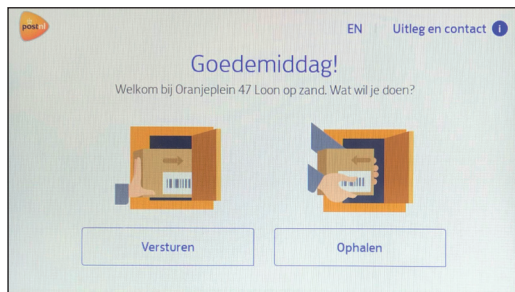 postnl
EN
Uitleg en contact i
Goedemiddag!
Welkom bij Oranjeplein 47 Loon op zand. Wat wil je doen?
Versturen
Ophalen